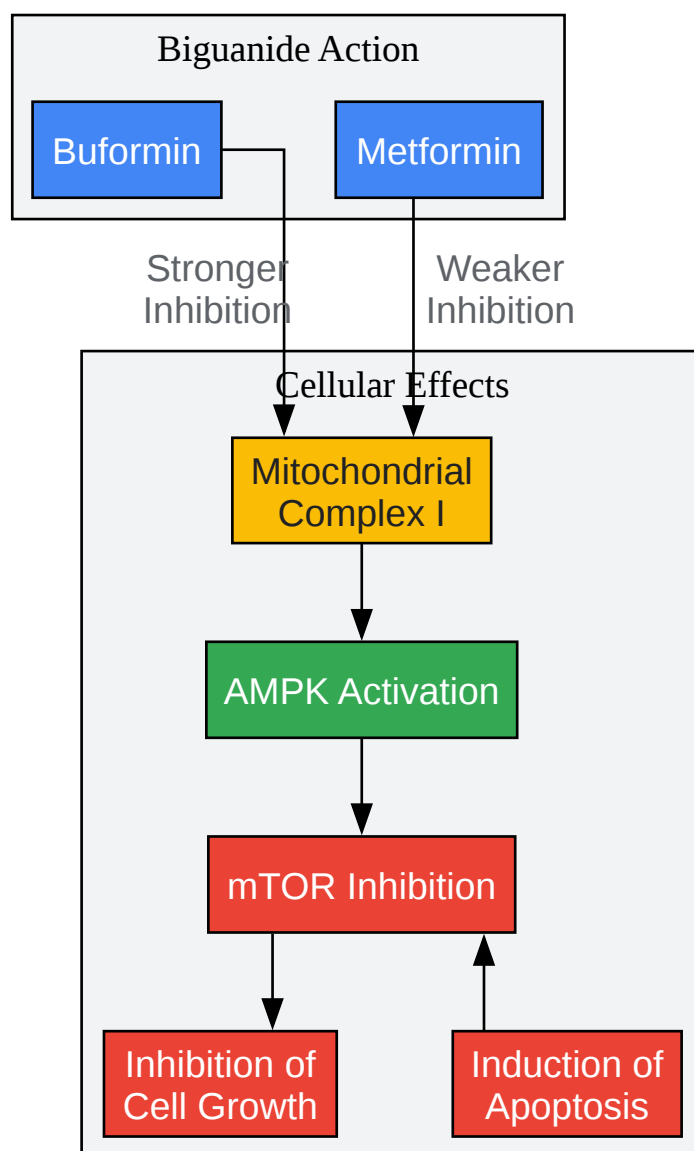 Biguanide Action
Buformin
Metformin
Stronger
Inhibition
Weaker
Inhibition
Cellular Effects
Mitochondrial
Complex I
AMPK Activation
mTOR Inhibition
Inhibition of
Cell Growth
Induction of
Apoptosis